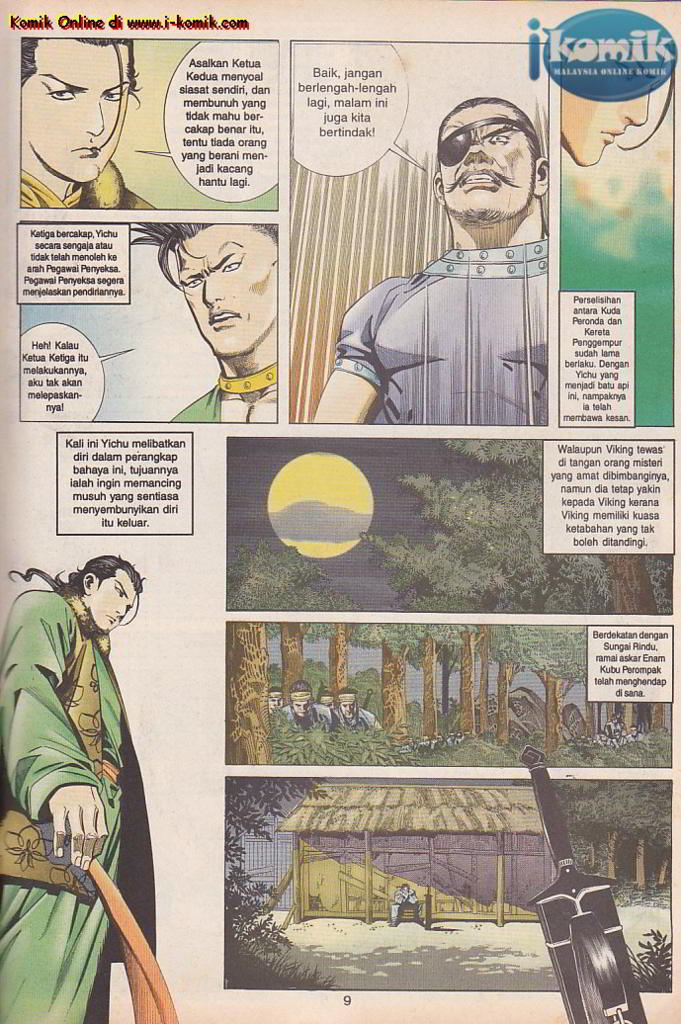 Komik Online di www.i-komik.com
ikomik
MALAYSIA ONLINE KOMIK
Asalkan Ketua
Kedua menyoal
siasat sendiri, dan
membunuh yang
tidak mahu ber-
cakap benar itu,
tentu tiada orang
yang berani men-
jadi kacang
hantu lagi.
Baik, jangan
berlengah-lengah
lagi, malam ini
juga kita
bertindak!
Ketiga bercakap, Yichu
secara sengaja atau
tidak telah menoleh ke
arah Pegawai Penyeksa.
Pegawai Penyeksa segera
menjelaskan pendiriannya.
Heh! Kalau
Ketua Ketiga itu
melakukannya,
aku tak akan
melepaskan-
nya!
Perselisihan
antara Kuda
Peronda dan
Kereta
Penggempur
sudah lama
berlaku. Dengan
Yichu yang
menjadi batu api
ini, nampaknya
ia telah
membawa kesan.
Kali ini Yichu melibatkan
diri dalam perangkap
bahaya ini, tujuannya
ialah ingin memancing
musuh yang sentiasa
menyembunyikan diri
itu keluar.
Walaupun Viking tewas
di tangan orang misteri
yang amat dibimbanginya,
namun dia tetap yakin
kepada Viking kerana
Viking memiliki kuasa
ketabahan yang tak
boleh ditandingi.
Berdekatan dengan
Sungai Rindu,
ramai askar Enam
Kubu Perompak
telah menghendap
di sana.
9